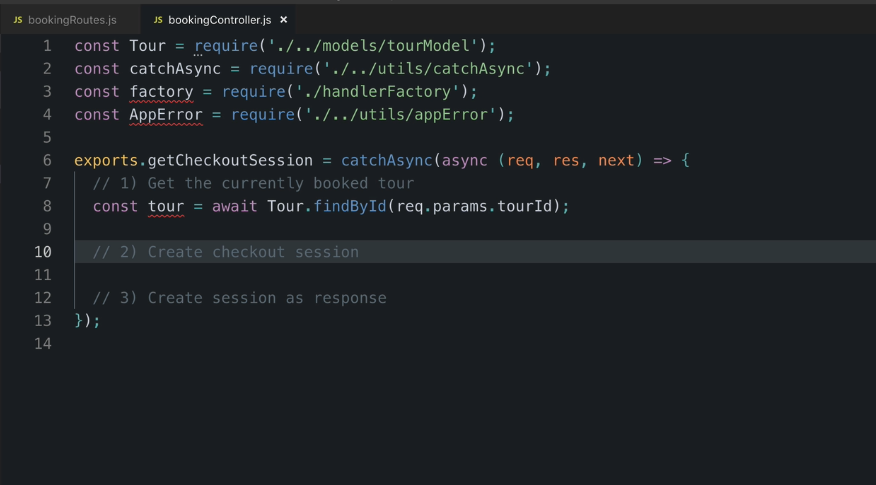 JS bookingRoutes.js JS bookingController.js ×
1 const Tour = require('./../models/tourModel');
2 const catchAsync = require('./../utils/catchAsync');
3 const factory = require('./handlerFactory');
4 const AppError = require('./../utils/appError');
5
6 exports.getCheckoutSession = catchAsync(async (req, res, next) => {
7 // 1) Get the currently booked tour
8 const tour = await Tour.findById(req.params.tourId);
9
10 // 2) Create checkout session
11
12 // 3) Create session as response
13 });
14